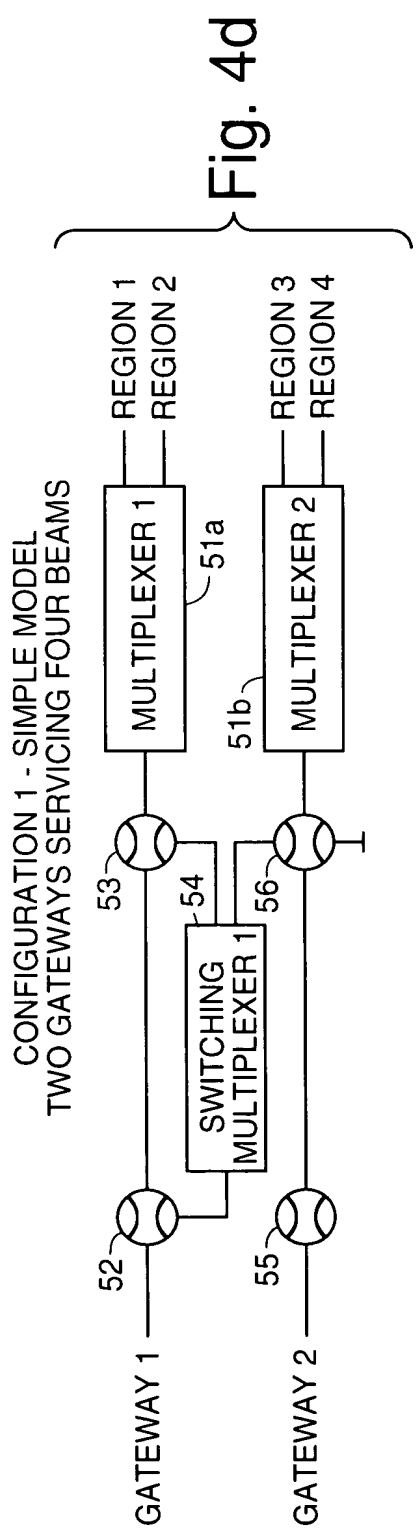 CONFIGURATION 1 - SIMPLE MODEL
TWO GATEWAYS SERVICING FOUR BEAMS
GATEWAY 1
52
53
MULTIPLEXER 1
51a
REGION 1
REGION 2
SWITCHING
MULTIPLEXER 1
54
GATEWAY 2
55
56
51b
MULTIPLEXER 2
REGION 3
REGION 4
Fig. 4d